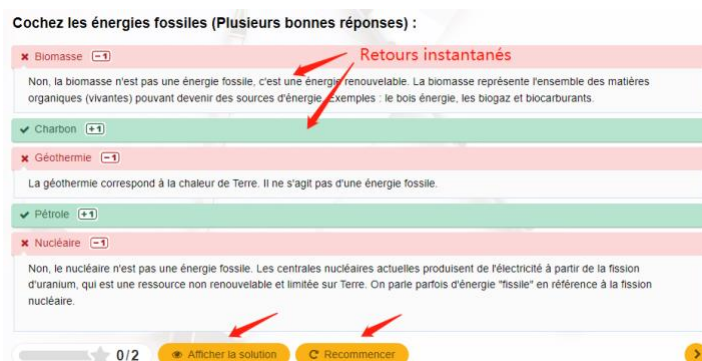 Cochez les énergies fossiles (Plusieurs bonnes réponses) :
Biomasse -1
Retours instantanés
Non, la biomasse n'est pas une énergie fossile, c'est une énergie renouvelable. La biomasse représente l'ensemble des matières
organiques (vivantes) pouvant devenir des sources d'énergie. Exemples : le bois énergie, les biogaz et biocarburants.
Charbon +1
Géothermie -1
La géothermie correspond à la chaleur de Terre. Il ne s'agit pas d'une énergie fossile.
Pétrole +1
Nucléaire -1
Non, le nucléaire n'est pas une énergie fossile. Les centrales nucléaires actuelles produisent de l'électricité à partir de la fission
d'uranium, qui est une ressource non renouvelable et limitée sur Terre. On parle parfois d'énergie "fissile" en référence à la fission
nucléaire.
0/2 Afficher la solution Recommencer